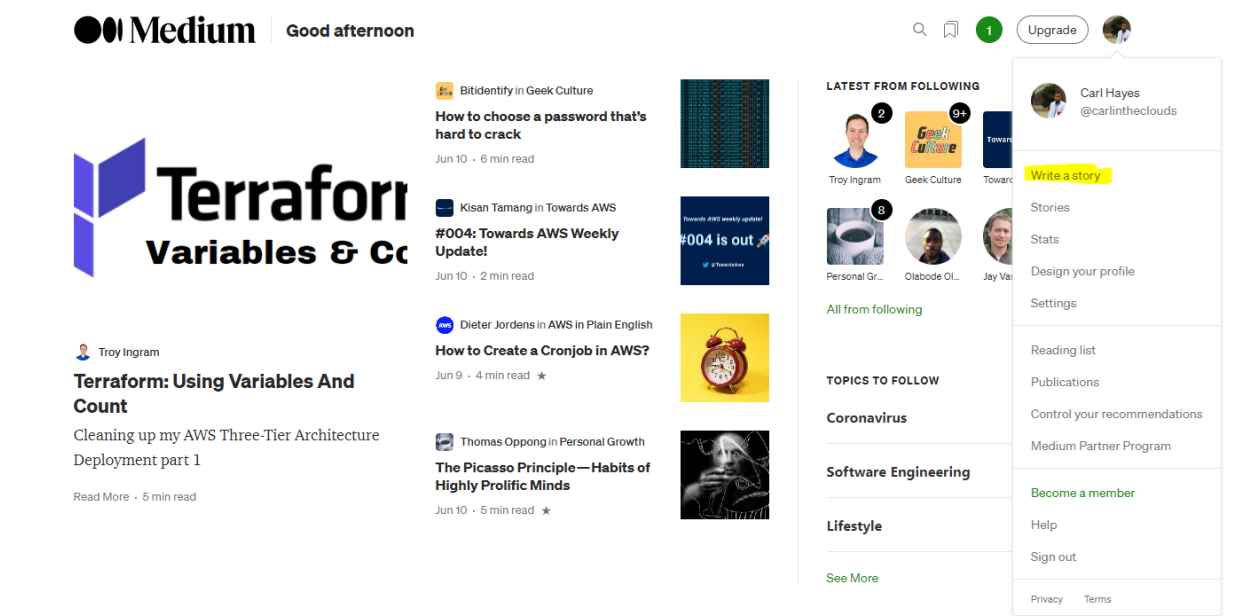 Medium
Good afternoon
1
Upgrade
Terraform
Variables & Co
Troy Ingram
Terraform: Using Variables And
Count
Cleaning up my AWS Three-Tier Architecture
Deployment part 1
Read More · 5 min read
Geek
Culture
Bitidentify in Geek Culture
How to choose a password that's
hard to crack
Jun 10 · 6 min read
Kisan Tamang in Towards AWS
#004: Towards AWS Weekly
Update!
Jun 10 · 2 min read
Towards AWS weekly update!
#004 is out
@TowardsAws
AWS
Dieter Jordens in AWS in Plain English
How to Create a Cronjob in AWS?
Jun 9 · 4 min read ★
Thomas Oppong in Personal Growth
The Picasso Principle — Habits of
Highly Prolific Minds
Jun 10 · 5 min read ★
LATEST FROM FOLLOWING
2
9+
Geek
Culture
Towar
Troy Ingram
Geek Culture
Towar
8
Personal Gr...
Olabode Ol...
Jay Va
All from following
TOPICS TO FOLLOW
Coronavirus
Software Engineering
Lifestyle
See More
Carl Hayes
@carlintheclouds
Write a story
Stories
Stats
Design your profile
Settings
Reading list
Publications
Control your recommendations
Medium Partner Program
Become a member
Help
Sign out
Privacy
Terms